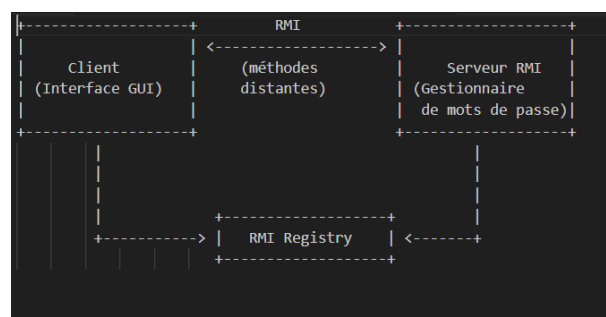 RMI
Client (méthodes Serveur RMI
(Interface GUI) distantes) (Gestionnaire
de mots de passe)
RMI Registry